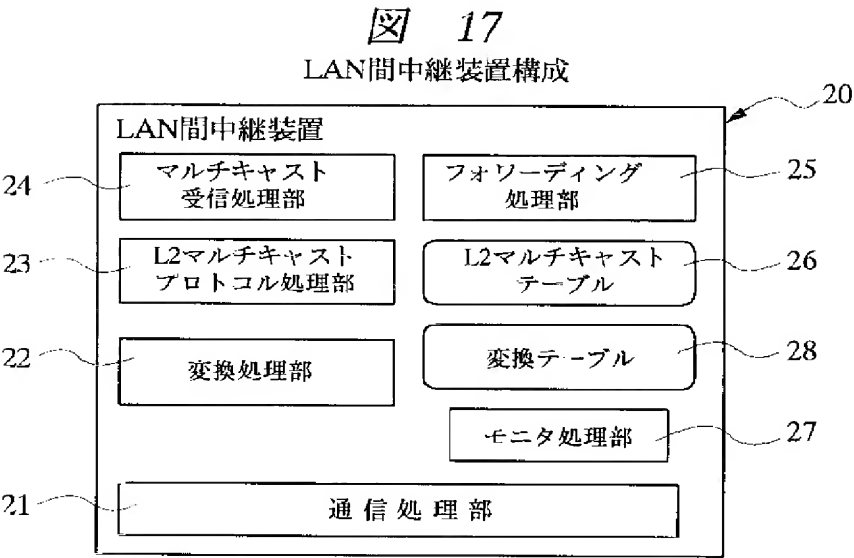 図 17
LAN間中継装置構成
20
LAN間中継装置
24
マルチキャスト
受信処理部
フォワーディング
処理部
25
23
L2マルチキャスト
プロトコル処理部
L2マルチキャスト
テーブル
26
22
変換処理部
変換テーブル
28
モニタ処理部
27
21
通信処理部